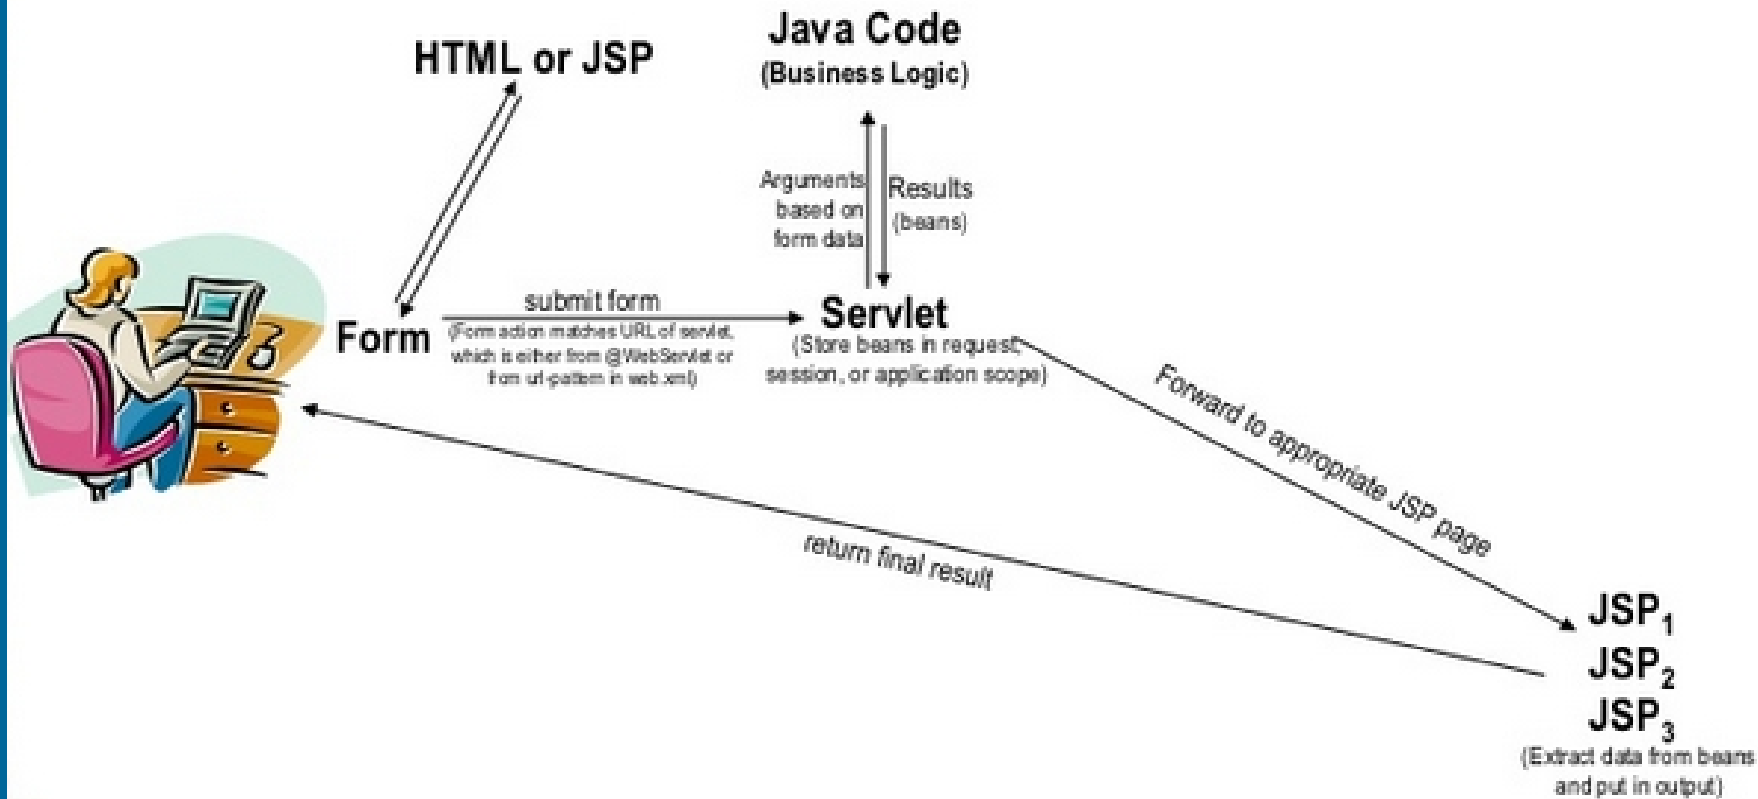 HTML or JSP
Java Code
(Business Logic)
Arguments
based on
form data
Results
(beans)
submit form
Form
(Form action matches URL of servlet,
which is either from @WebServlet or
from url-pattern in web.xml)
Servlet
(Store beans in request,
session, or application scope)
Forward to appropriate JSP page
return final result
JSP₁
JSP₂
JSP₃
(Extract data from beans
and put in output)